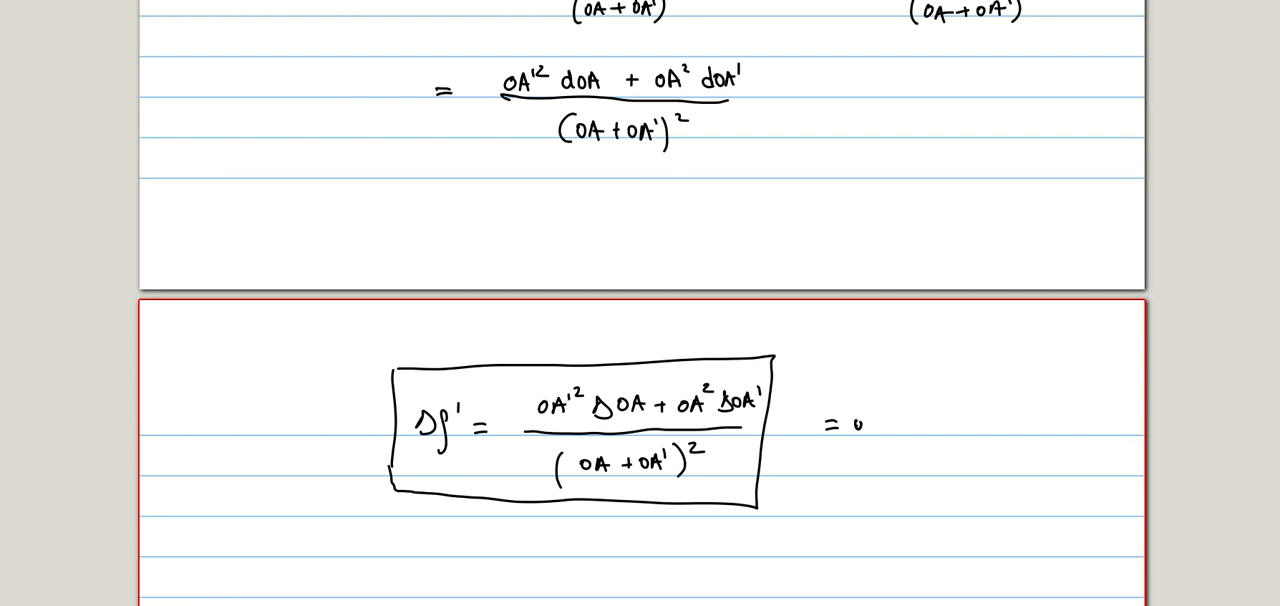 (OA + OA') (OA + OA')
= OA'² dOA + OA² dOA'
(OA + OA')²
Δf' = OA'² ΔOA + OA² ΔOA' = 0
(OA + OA')²